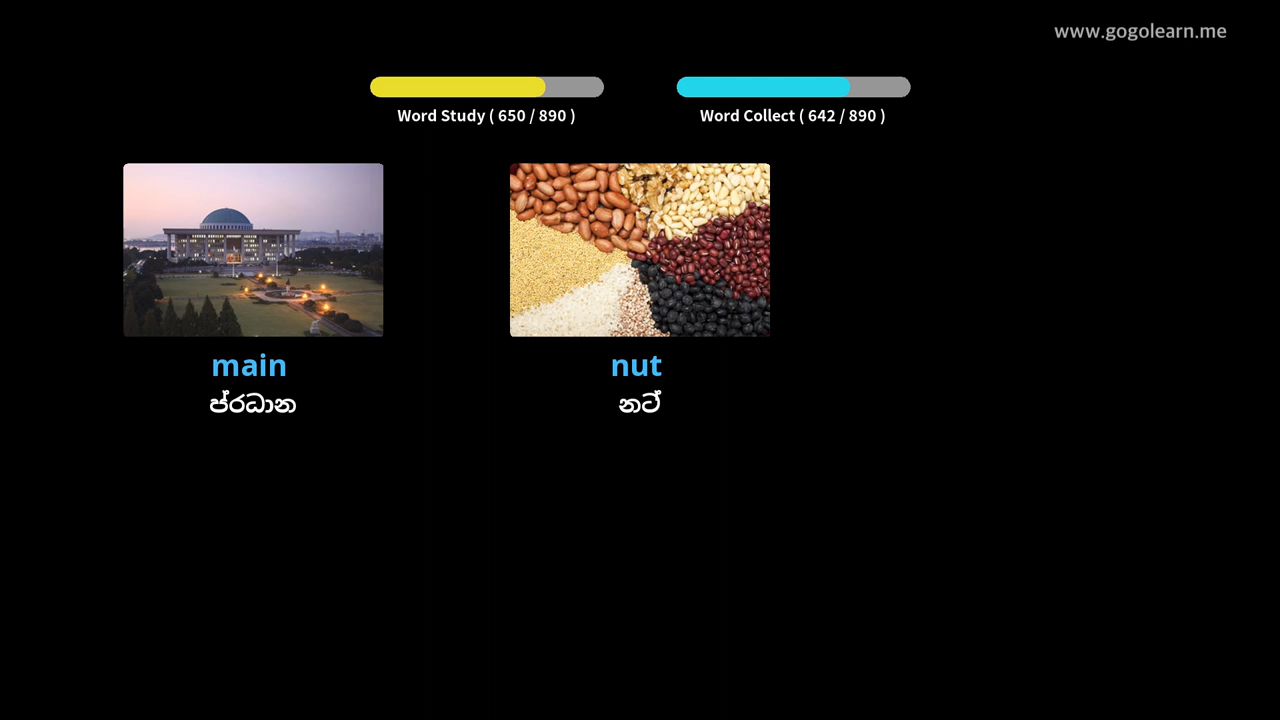 www.gogolearn.me
Word Study ( 650 / 890 )
Word Collect ( 642 / 890 )
main
ප්රධාන
nut
නට්